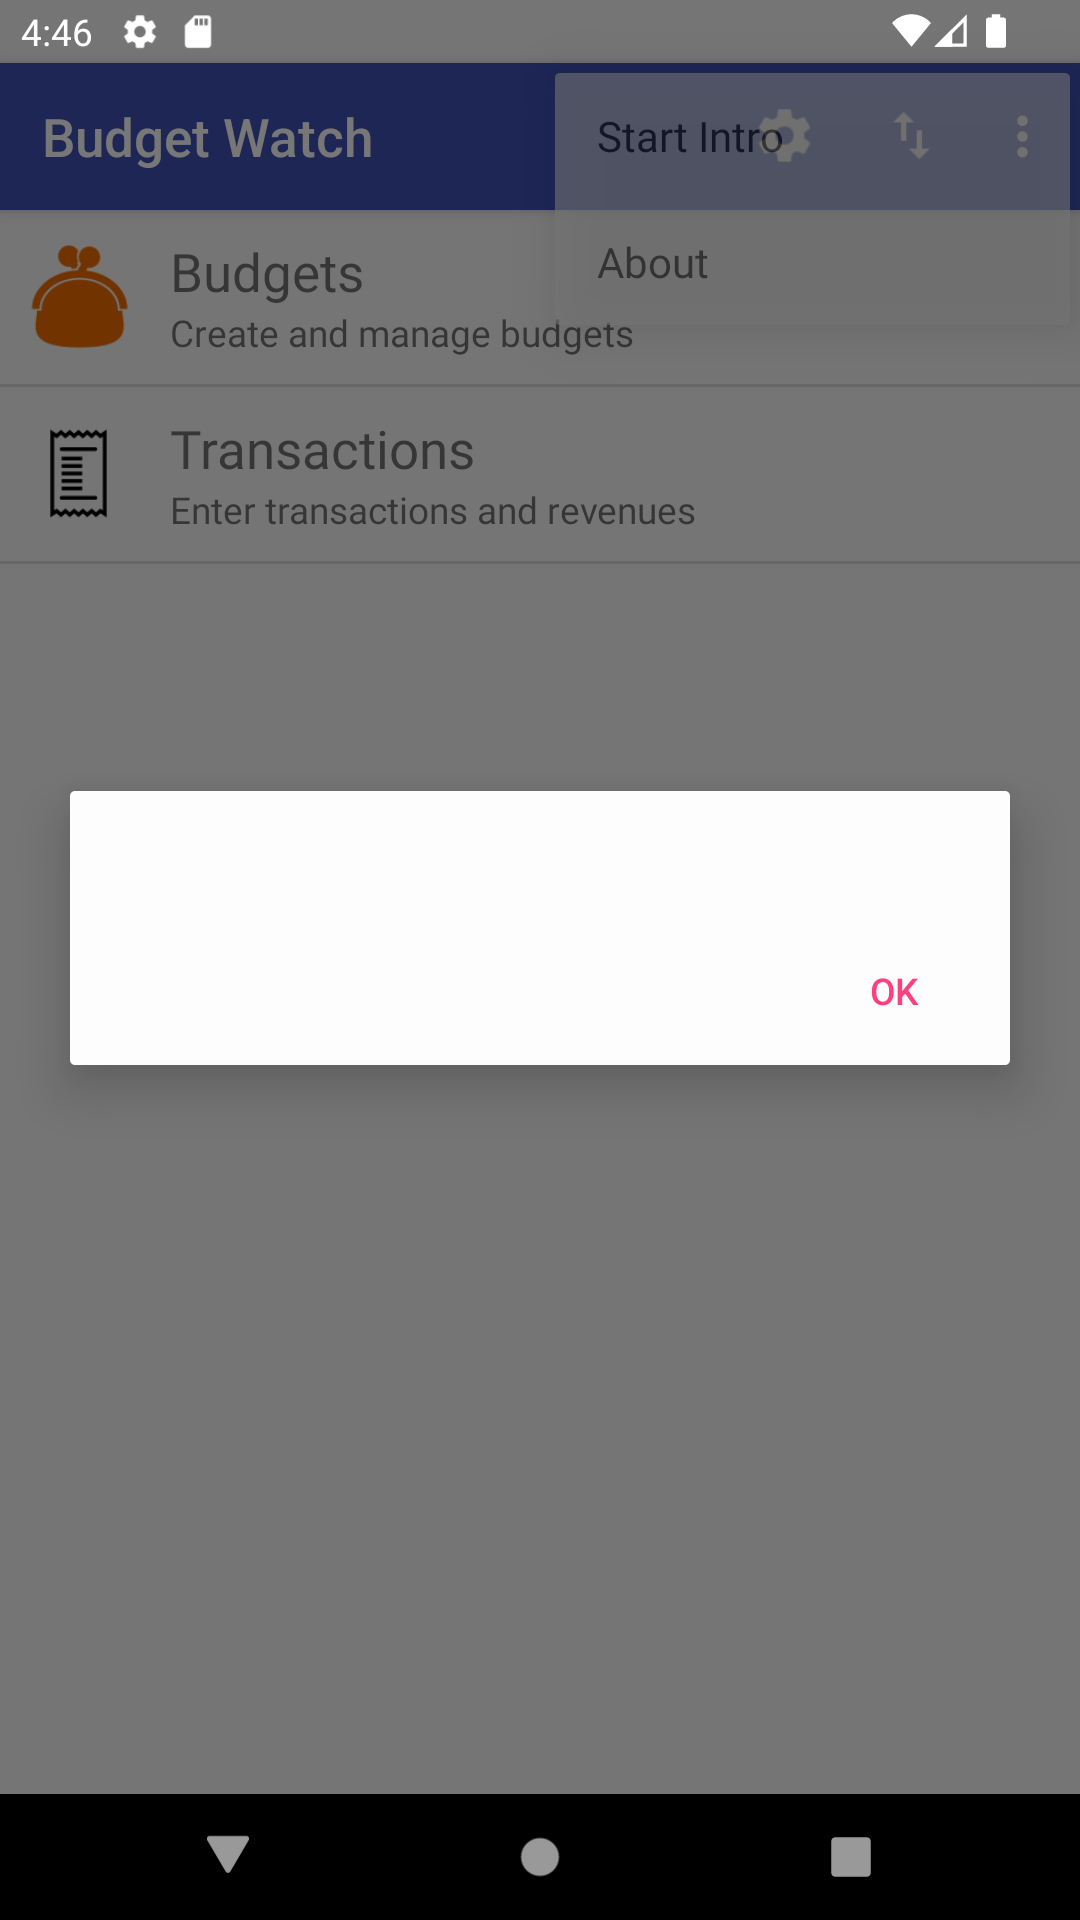 4:46
Budget Watch
Start Intro
About
Budgets
Create and manage budgets
Transactions
Enter transactions and revenues
OK